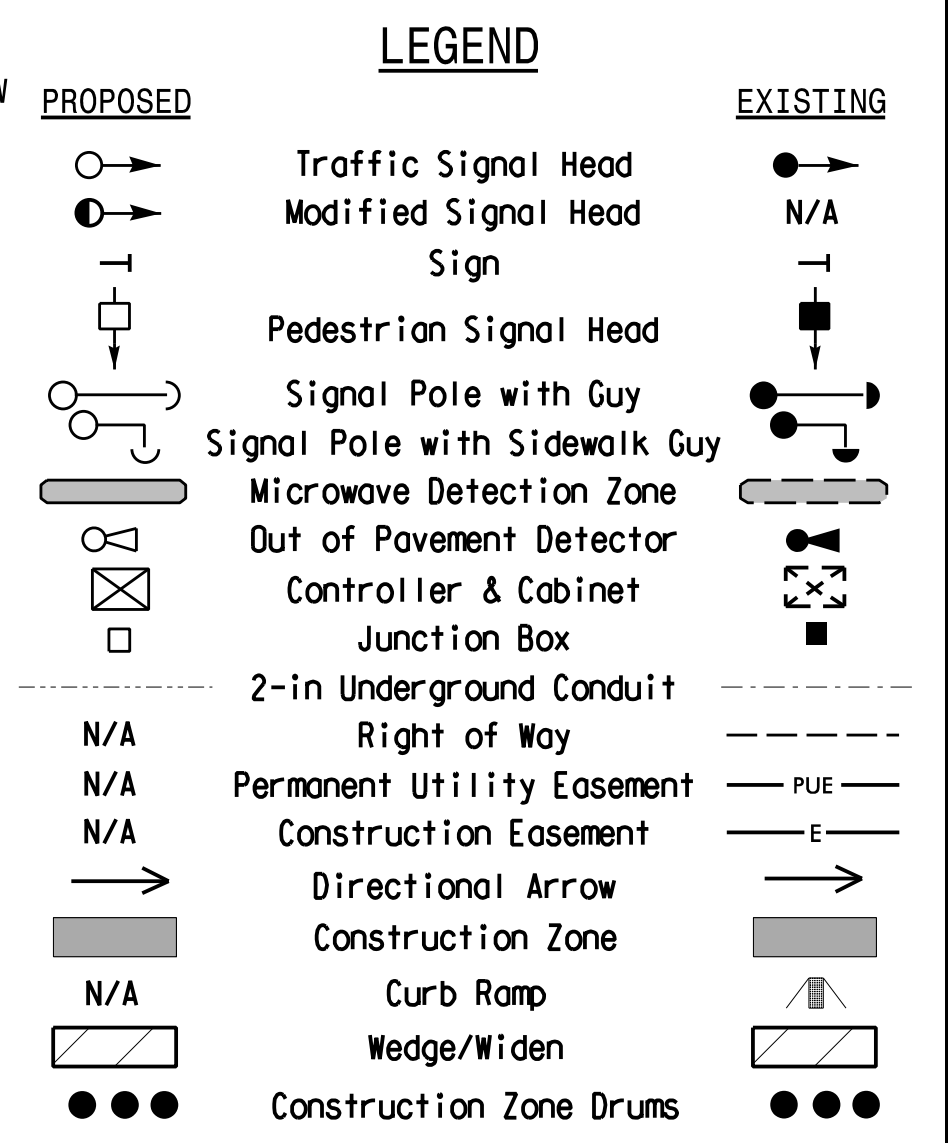 LEGEND
PROPOSED EXISTING
Traffic Signal Head
Modified Signal Head N/A
Sign
Pedestrian Signal Head
Signal Pole with Guy
Signal Pole with Sidewalk Guy
Microwave Detection Zone
Out of Pavement Detector
Controller & Cabinet
Junction Box
2-in Underground Conduit
N/A Right of Way
N/A Permanent Utility Easement PUE
N/A Construction Easement E
Directional Arrow
Construction Zone
N/A Curb Ramp
Wedge/Widen
Construction Zone Drums